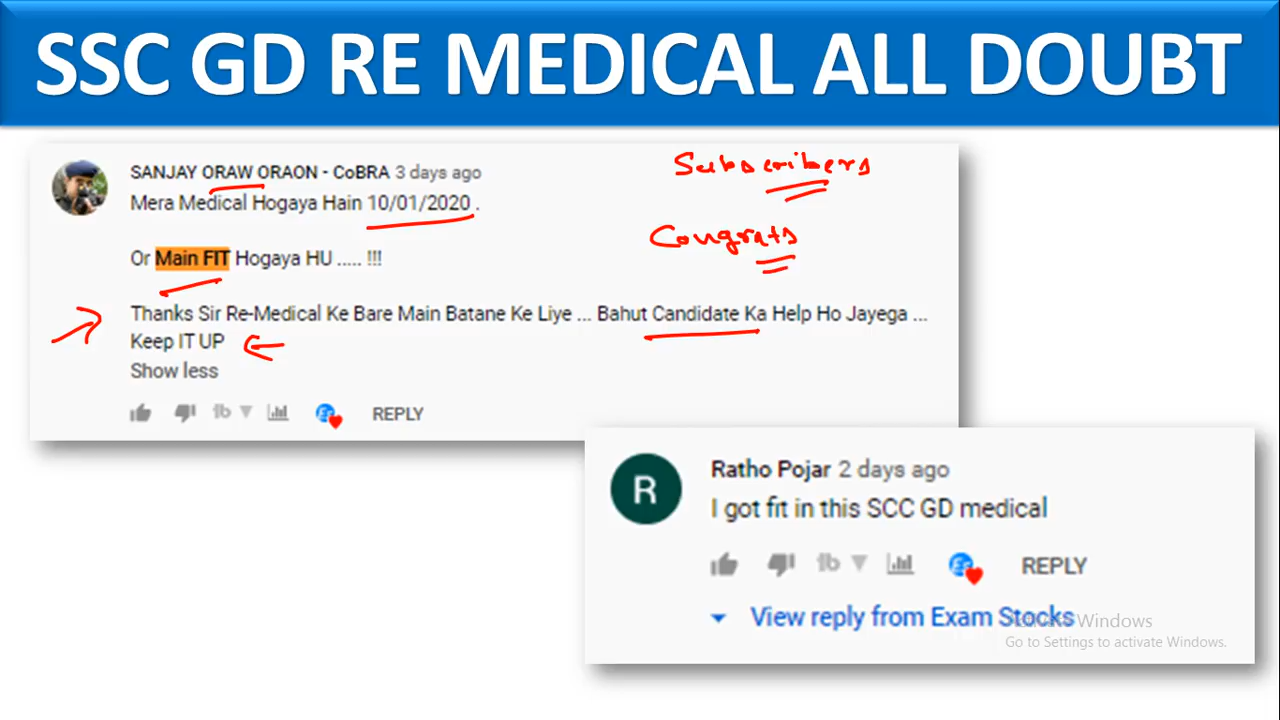 SSC GD RE MEDICAL ALL DOUBT
SANJAY ORAW ORAON - CoBRA 3 days ago
Mera Medical Hogaya Hain 10/01/2020 .
Or Main FIT Hogaya HU ..... !!!
Thanks Sir Re-Medical Ke Bare Main Batane Ke Liye ... Bahut Candidate Ka Help Ho Jayega ...
Keep IT UP
Show less
REPLY
Subscribers
Congrats
R
Ratho Pojar 2 days ago
I got fit in this SCC GD medical
REPLY
View reply from Exam Stocks
Activate Windows
Go to Settings to activate Windows.